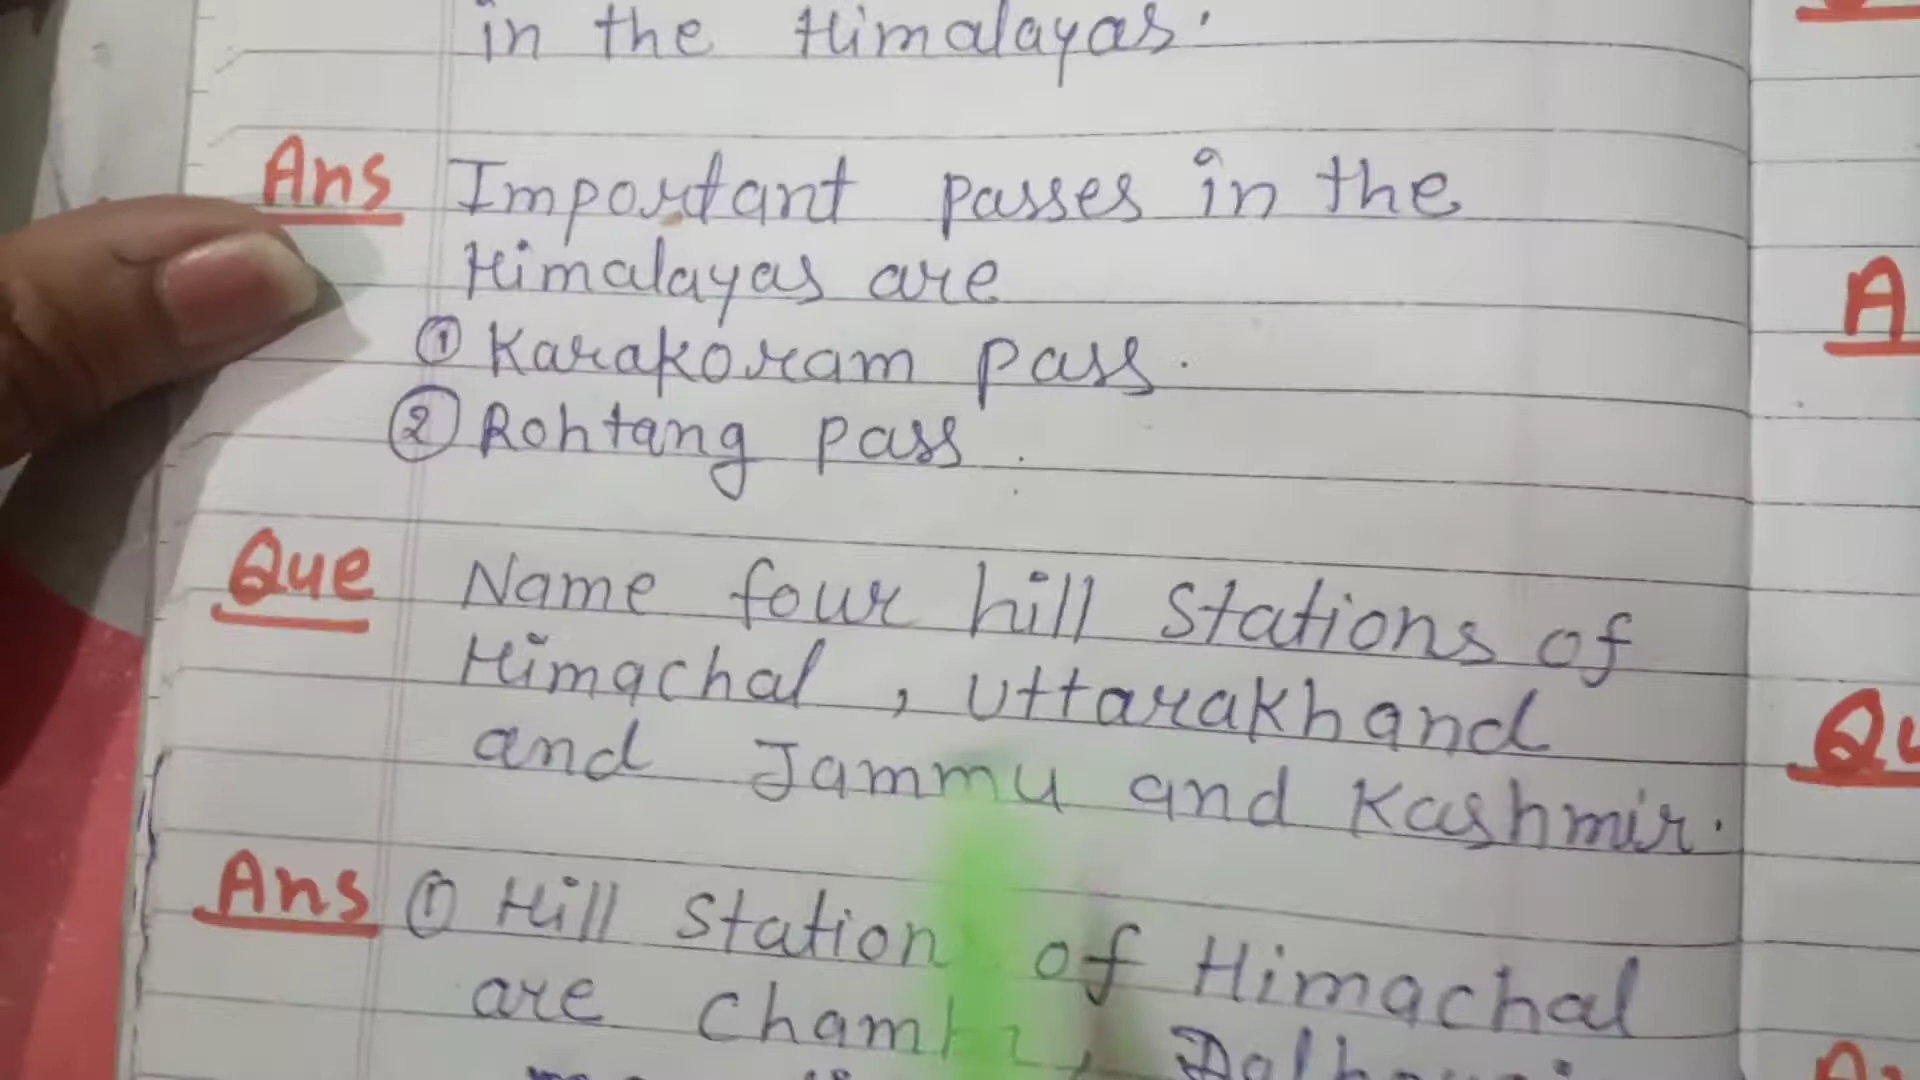 in the Himalayas.
Ans Important passes in the
Himalayas are
① Karakoram pass.
② Rohtang pass.
Que Name four hill stations of
Himachal, Uttarakhand
and Jammu and Kashmir.
Ans ① Hill Station of Himachal
are
A
Qu